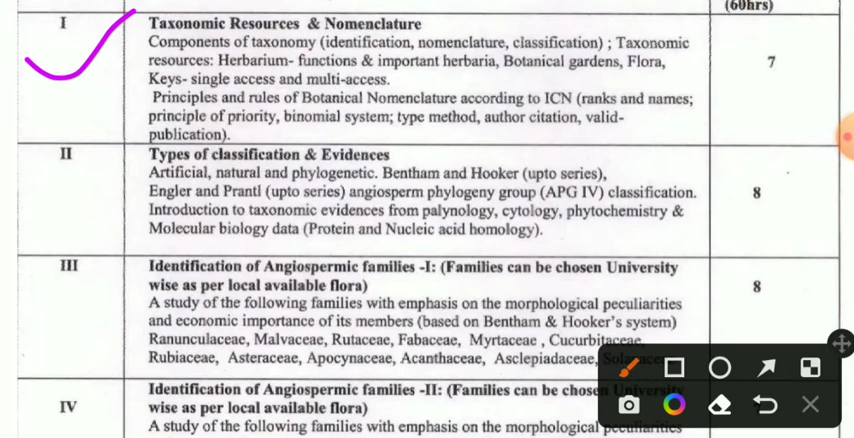 (60hrs)
I
Taxonomic Resources & Nomenclature
Components of taxonomy (identification, nomenclature, classification) ; Taxonomic
resources: Herbarium- functions & important herbaria, Botanical gardens, Flora,
Keys- single access and multi-access.
7
Principles and rules of Botanical Nomenclature according to ICN (ranks and names;
principle of priority, binomial system; type method, author citation, valid-
publication).
II
Types of classification & Evidences
Artificial, natural and phylogenetic. Bentham and Hooker (upto series),
Engler and Prantl (upto series) angiosperm phylogeny group (APG IV) classification.
8
Introduction to taxonomic evidences from palynology, cytology, phytochemistry &
Molecular biology data (Protein and Nucleic acid homology).
III
Identification of Angiospermic families -I: (Families can be chosen University
wise as per local available flora)
8
A study of the following families with emphasis on the morphological peculiarities
and economic importance of its members (based on Bentham & Hooker's system)
Ranunculaceae, Malvaceae, Rutaceae, Fabaceae, Myrtaceae , Cucurbitaceae,
Rubiaceae, Asteraceae, Apocynaceae, Acanthaceae, Asclepiadaceae,
IV
Identification of Angiospermic families -II: (Families can be chosen University
wise as per local available flora)
A study of the following families with emphasis on the morphological peculiarities